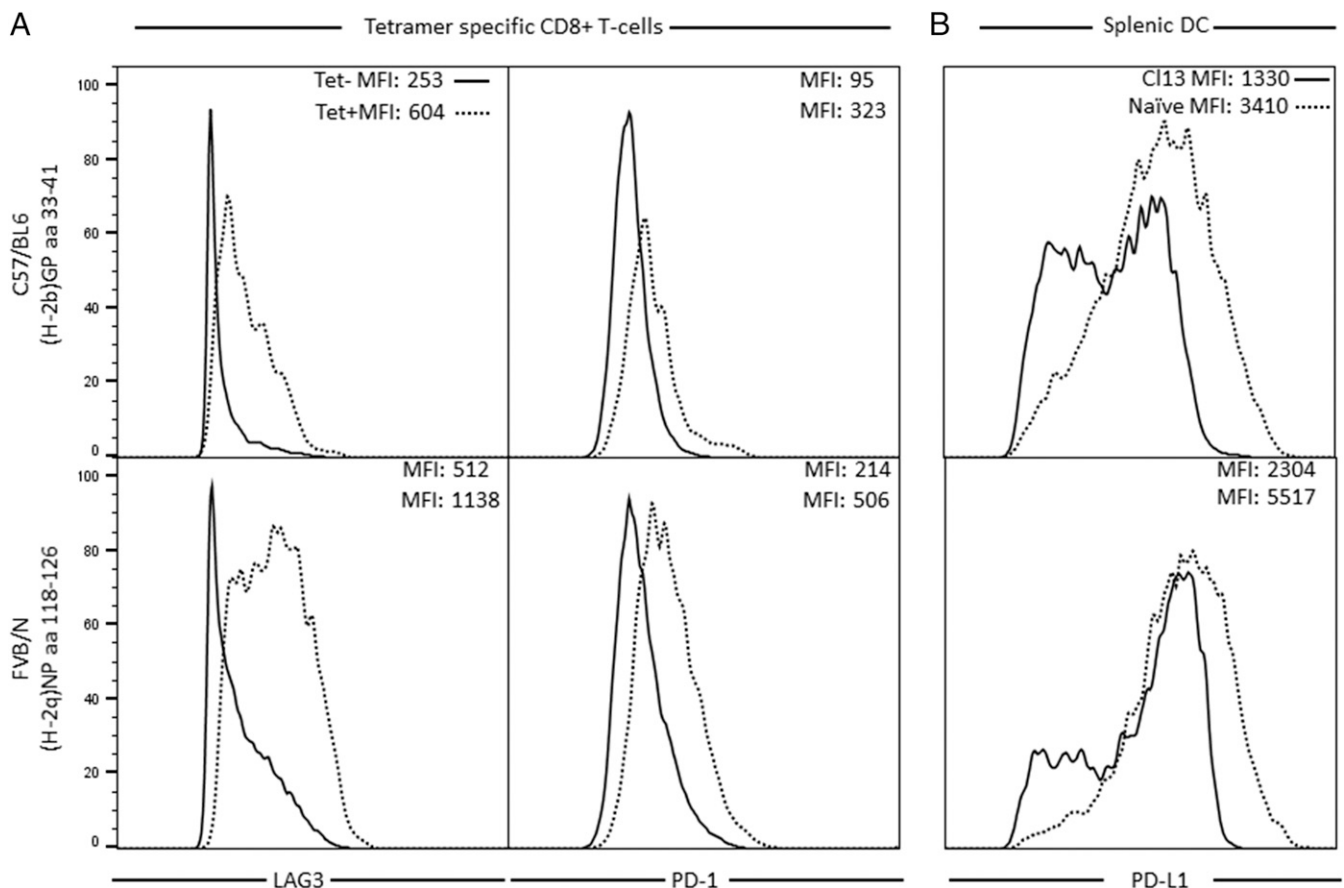 A
Tetramer specific CD8+ T-cells
B
Splenic DC
C57/BL6
(H-2b)GP aa 33-41
100
80
60
40
20
0
Tet- MFI: 253
Tet+MFI: 604
MFI: 95
MFI: 323
Cl13 MFI: 1330
Naïve MFI: 3410
FVB/N
(H-2q)NP aa 118-126
100
80
60
40
20
0
MFI: 512
MFI: 1138
MFI: 214
MFI: 506
MFI: 2304
MFI: 5517
LAG3
PD-1
PD-L1